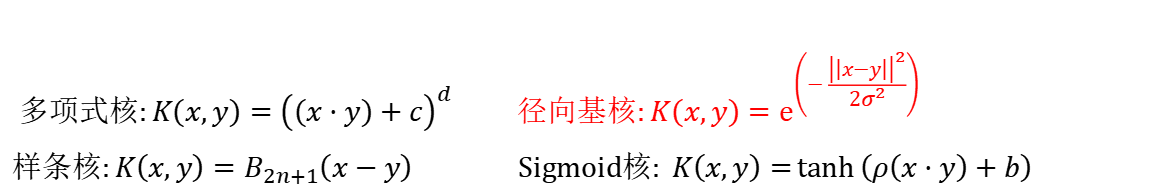 多项式核: K(x, y) = ((x · y) + c)^d 径向基核: K(x, y) = e^(−||x−y||²/2σ²)
样条核: K(x, y) = B_{2n+1}(x − y) Sigmoid核: K(x, y) =tanh (ρ(x · y) + b)